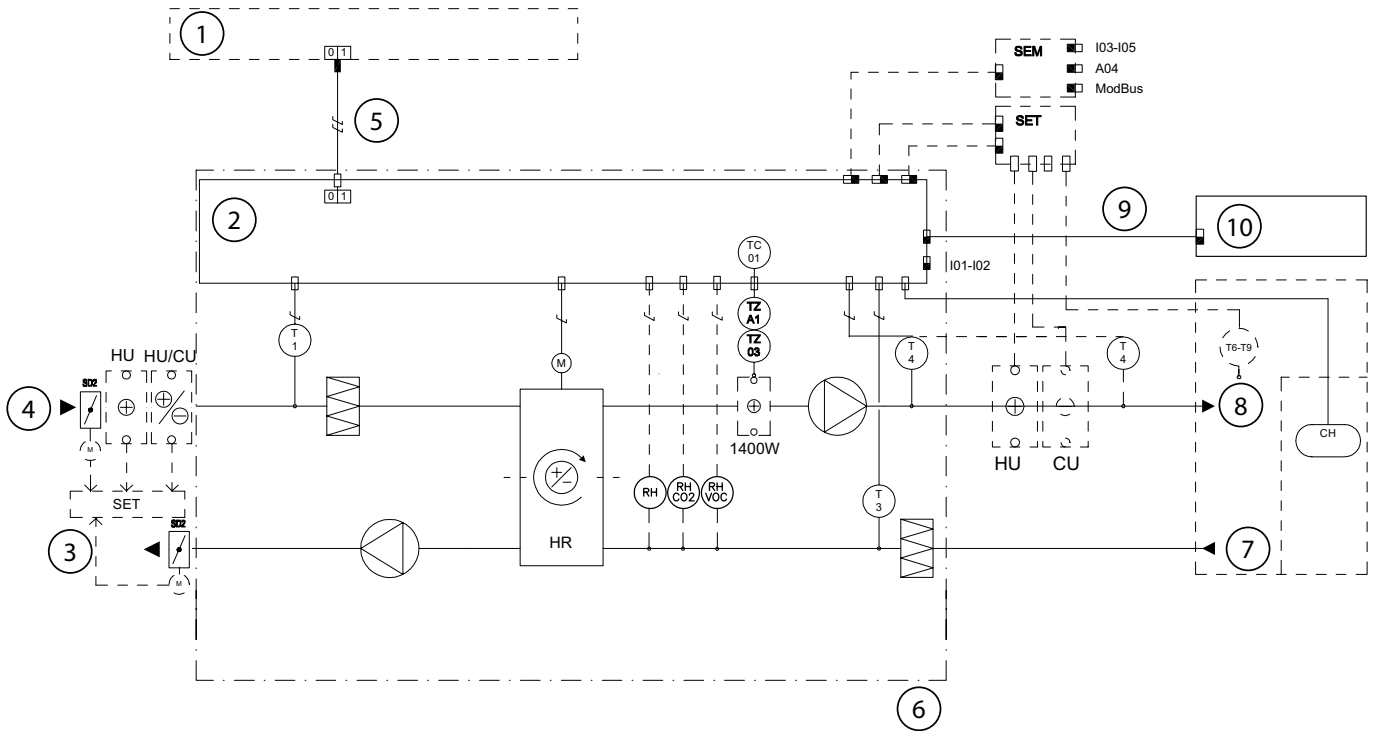 1
0 1
SEM
I03-I05
A04
ModBus
5
SET
0 1
2
9
10
TC
01
I01-I02
T
1
TZ
A1
TZ
03
M
T
4
T
4
T6-T9
HU
HU/CU
SD2
4
8
M
1400W
HU
CU
CH
SET
SD2
RH
RH
CO2
RH
VOC
T
3
HR
3
7
M
6